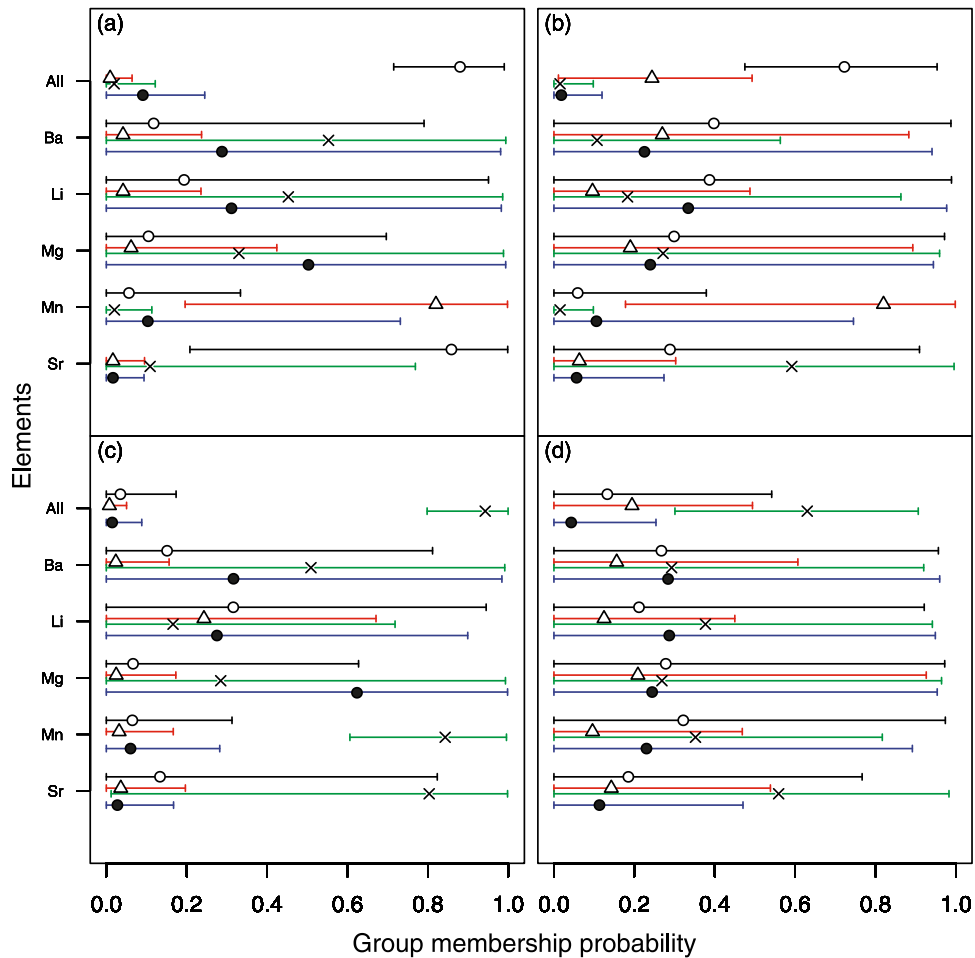 (a)
(b)
All
Ba
Li
Mg
Mn
Sr
Elements
(c)
(d)
All
Ba
Li
Mg
Mn
Sr
0.0 0.2 0.4 0.6 0.8 1.0 0.0 0.2 0.4 0.6 0.8 1.0
Group membership probability